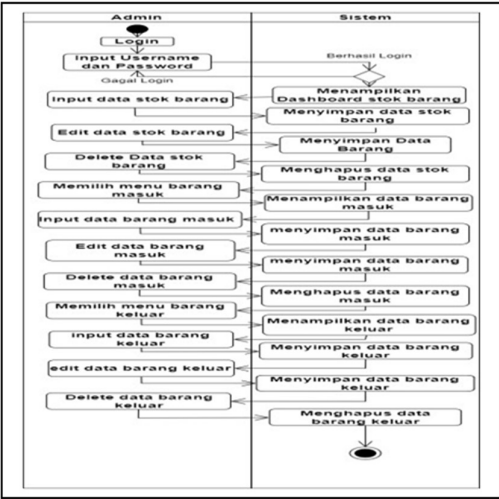 Admin
Sistem
Login
Input Username
dan Password
Berhasil Login
Gagal Login
Menampilkan
Dashboard stok barang
Input data stok barang
Menyimpan data stok
barang
Edit data stok barang
Menyimpan Data
Barang
Delete Data stok
barang
Menghapus data stok
barang
Memilih menu barang
masuk
Menampilkan data barang
masuk
Input data barang masuk
menyimpan data barang
masuk
Edit data barang
masuk
menyimpan data barang
masuk
Delete data barang
masuk
Menghapus data barang
masuk
Memilih menu barang
keluar
Menampilkan data barang
keluar
input data barang
keluar
Menyimpan data barang
keluar
edit data barang keluar
Menyimpan data barang
keluar
Delete data barang
keluar
Menghapus data
barang keluar